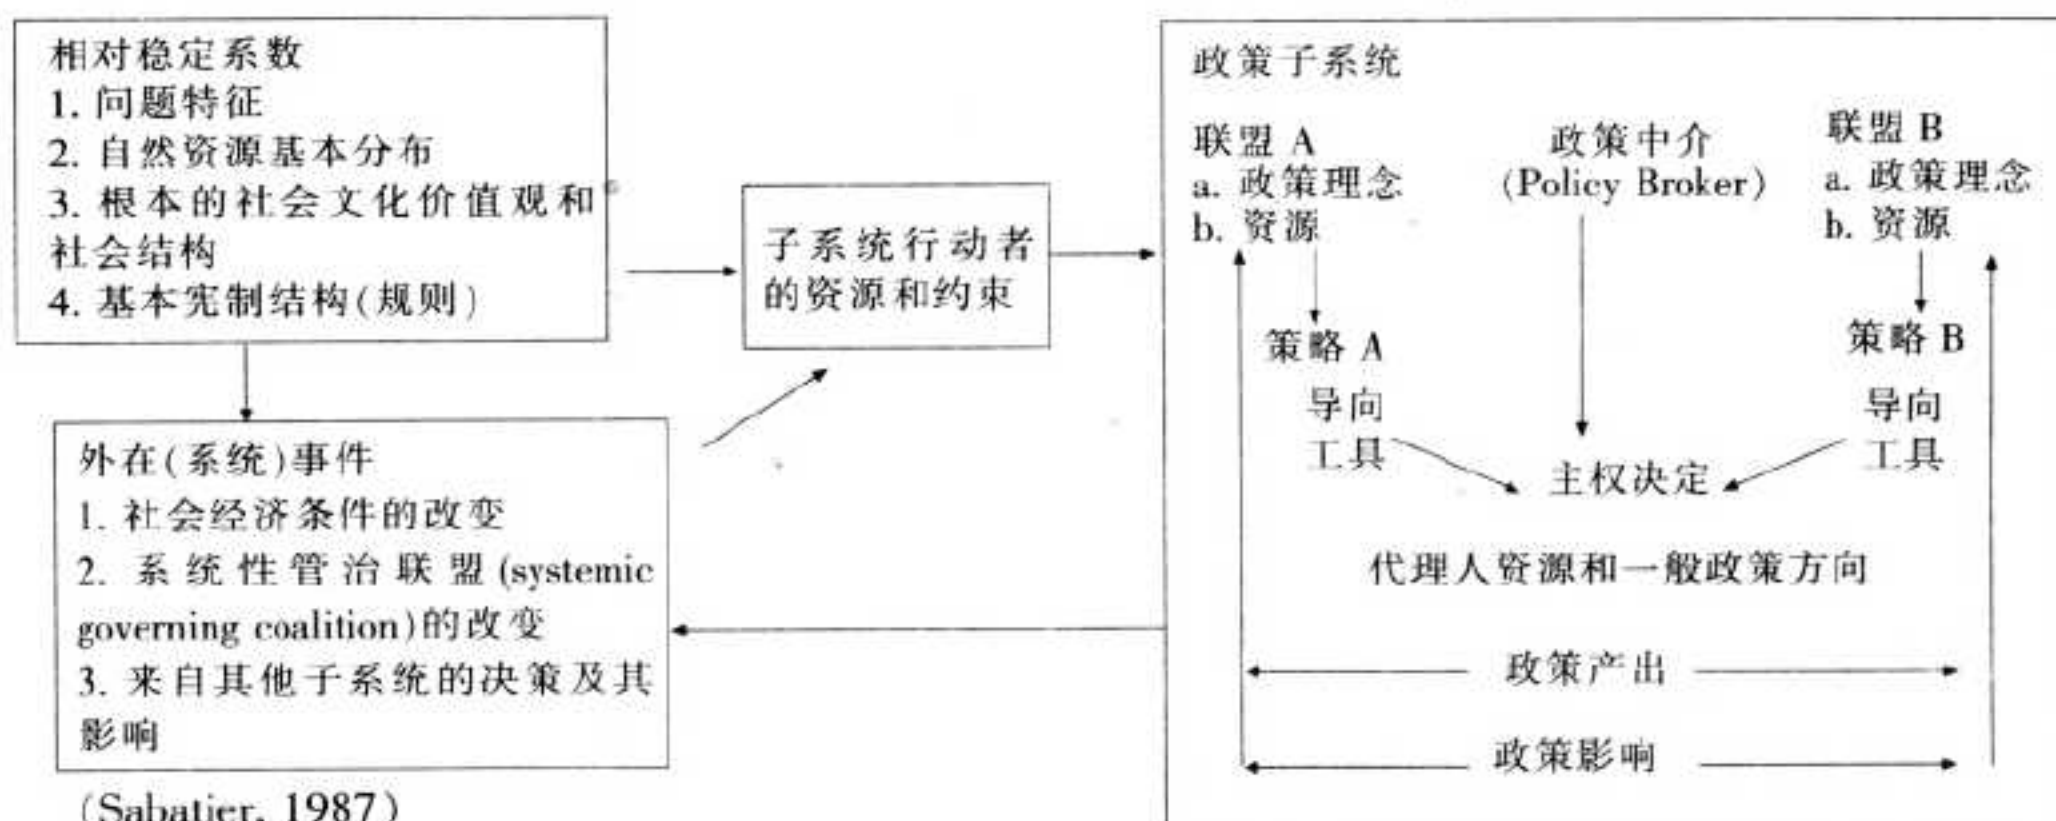 相对稳定系数
1. 问题特征
2. 自然资源基本分布
3. 根本的社会文化价值观和
社会结构
4. 基本宪制结构(规则)
子系统行动者
的资源和约束
外在(系统)事件
1. 社会经济条件的改变
2. 系统性管治联盟(systemic
governing coalition)的改变
3. 来自其他子系统的决策及其
影响
(Sabatier, 1987)
政策子系统
联盟 A
a. 政策理念
b. 资源
政策中介
(Policy Broker)
联盟 B
a. 政策理念
b. 资源
策略 A
导向
工具
策略 B
导向
工具
主权决定
代理人资源和一般政策方向
政策产出
政策影响